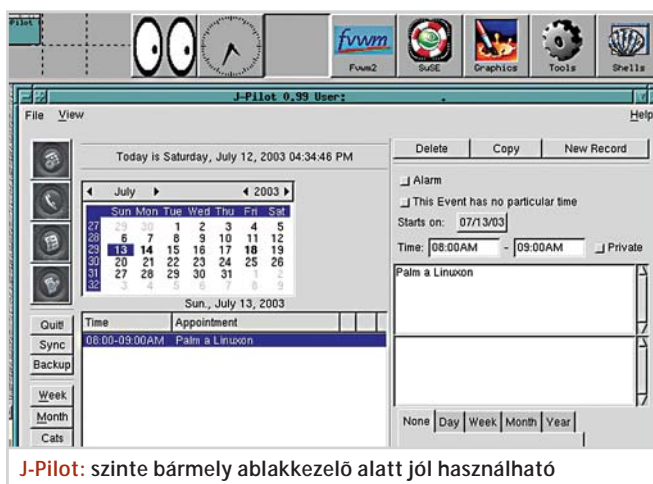 Pilot
fvwm
Fvwm2
SuSE
Graphics
Tools
Shells
J-Pilot 0.99 User:
File View Help
Today is Saturday, July 12, 2003 04:34:46 PM
July 2003
Sun Mon Tue Wed Thu Fri Sat
27 29 30 1 2 3 4 5
28 6 7 8 9 10 11 12
29 13 14 15 16 17 18 19
30 20 21 22 23 24 25 26
31 27 28 29 30 31 1 2
32 3 4 5 6 7 8 9
Sun., July 13, 2003
Time Appointment
08:00-09:00AM Palm a Linuxon
Quit!
Sync
Backup
Week
Month
Cats
Delete Copy New Record
Alarm
This Event has no particular time
Starts on: 07/13/03
Time: 08:00AM - 09:00AM Private
Palm a Linuxon
None Day Week Month Year
J-Pilot: szinte bármely ablakkezelõ alatt jól használható